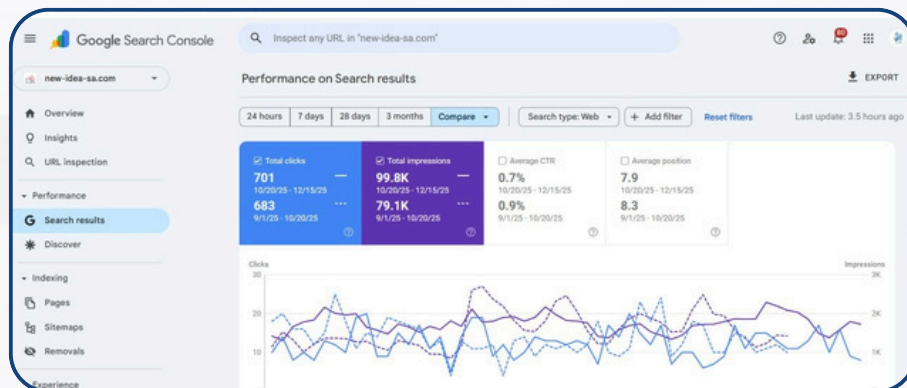 Google Search Console
Inspect any URL in "new-idea-sa.com"
80
new-idea-sa.com
Performance on Search results
EXPORT
Overview
Insights
URL inspection
24 hours 7 days 28 days 3 months Compare
Search type: Web
+ Add filter
Reset filters
Last update: 3.5 hours ago
Performance
Search results
Discover
Total clicks
701
10/20/25 - 12/15/25
683
9/1/25 - 10/20/25
Total impressions
99.8K
10/20/25 - 12/15/25
79.1K
9/1/25 - 10/20/25
Average CTR
0.7%
10/20/25 - 12/15/25
0.9%
9/1/25 - 10/20/25
Average position
7.9
10/20/25 - 12/15/25
8.3
9/1/25 - 10/20/25
Indexing
Pages
Sitemaps
Removals
Experience
Clicks
30
20
10
Impressions
3K
2K
1K